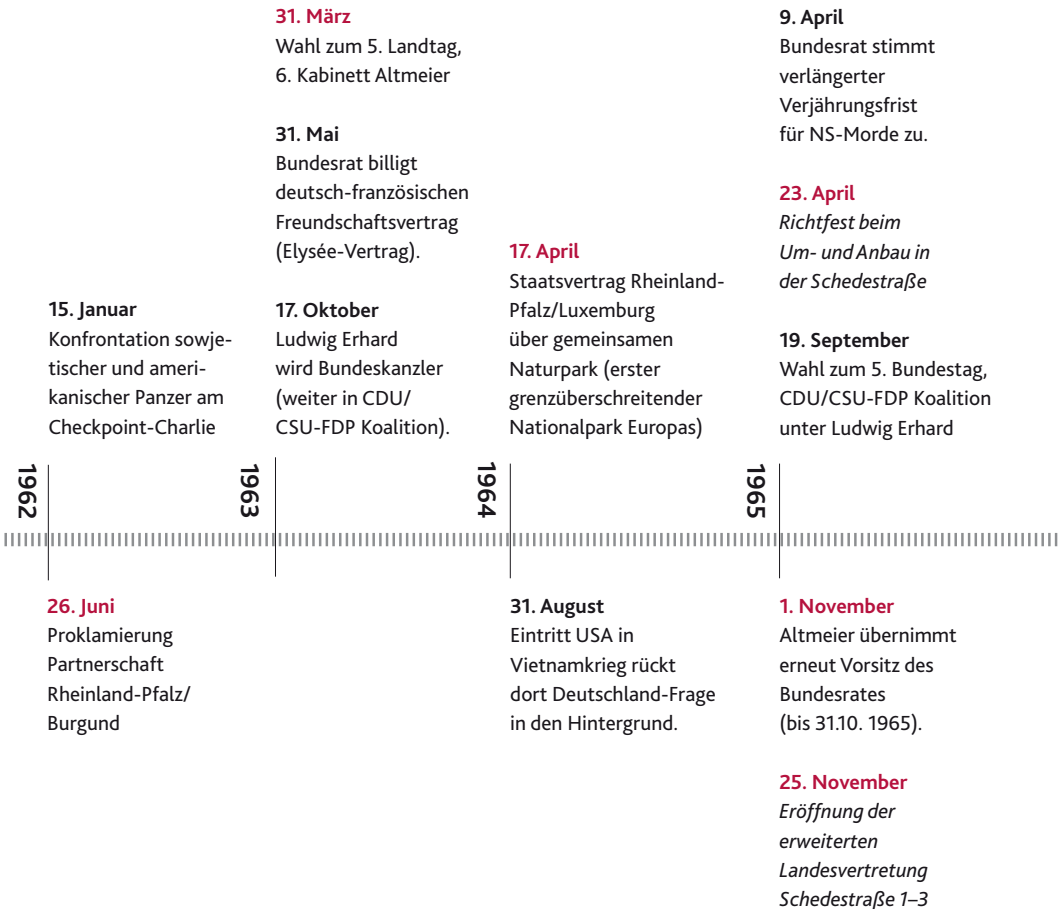 15. Januar
Konfrontation sowje-
tischer und ameri-
kanischer Panzer am
Checkpoint-Charlie
31. März
Wahl zum 5. Landtag,
6. Kabinett Altmeier
31. Mai
Bundesrat billigt
deutsch-französischen
Freundschaftsvertrag
(Elysée-Vertrag).
17. Oktober
Ludwig Erhard
wird Bundeskanzler
(weiter in CDU/
CSU-FDP Koalition).
17. April
Staatsvertrag Rheinland-
Pfalz/Luxemburg
über gemeinsamen
Naturpark (erster
grenzüberschreitender
Nationalpark Europas)
9. April
Bundesrat stimmt
verlängerter
Verjährungsfrist
für NS-Morde zu.
23. April
Richtfest beim
Um- und Anbau in
der Schedestraße
19. September
Wahl zum 5. Bundestag,
CDU/CSU-FDP Koalition
unter Ludwig Erhard
1962
1963
1964
1965
26. Juni
Proklamierung
Partnerschaft
Rheinland-Pfalz/
Burgund
31. August
Eintritt USA in
Vietnamkrieg rückt
dort Deutschland-Frage
in den Hintergrund.
1. November
Altmeier übernimmt
erneut Vorsitz des
Bundesrates
(bis 31.10. 1965).
25. November
Eröffnung der
erweiterten
Landesvertretung
Schedestraße 1–3